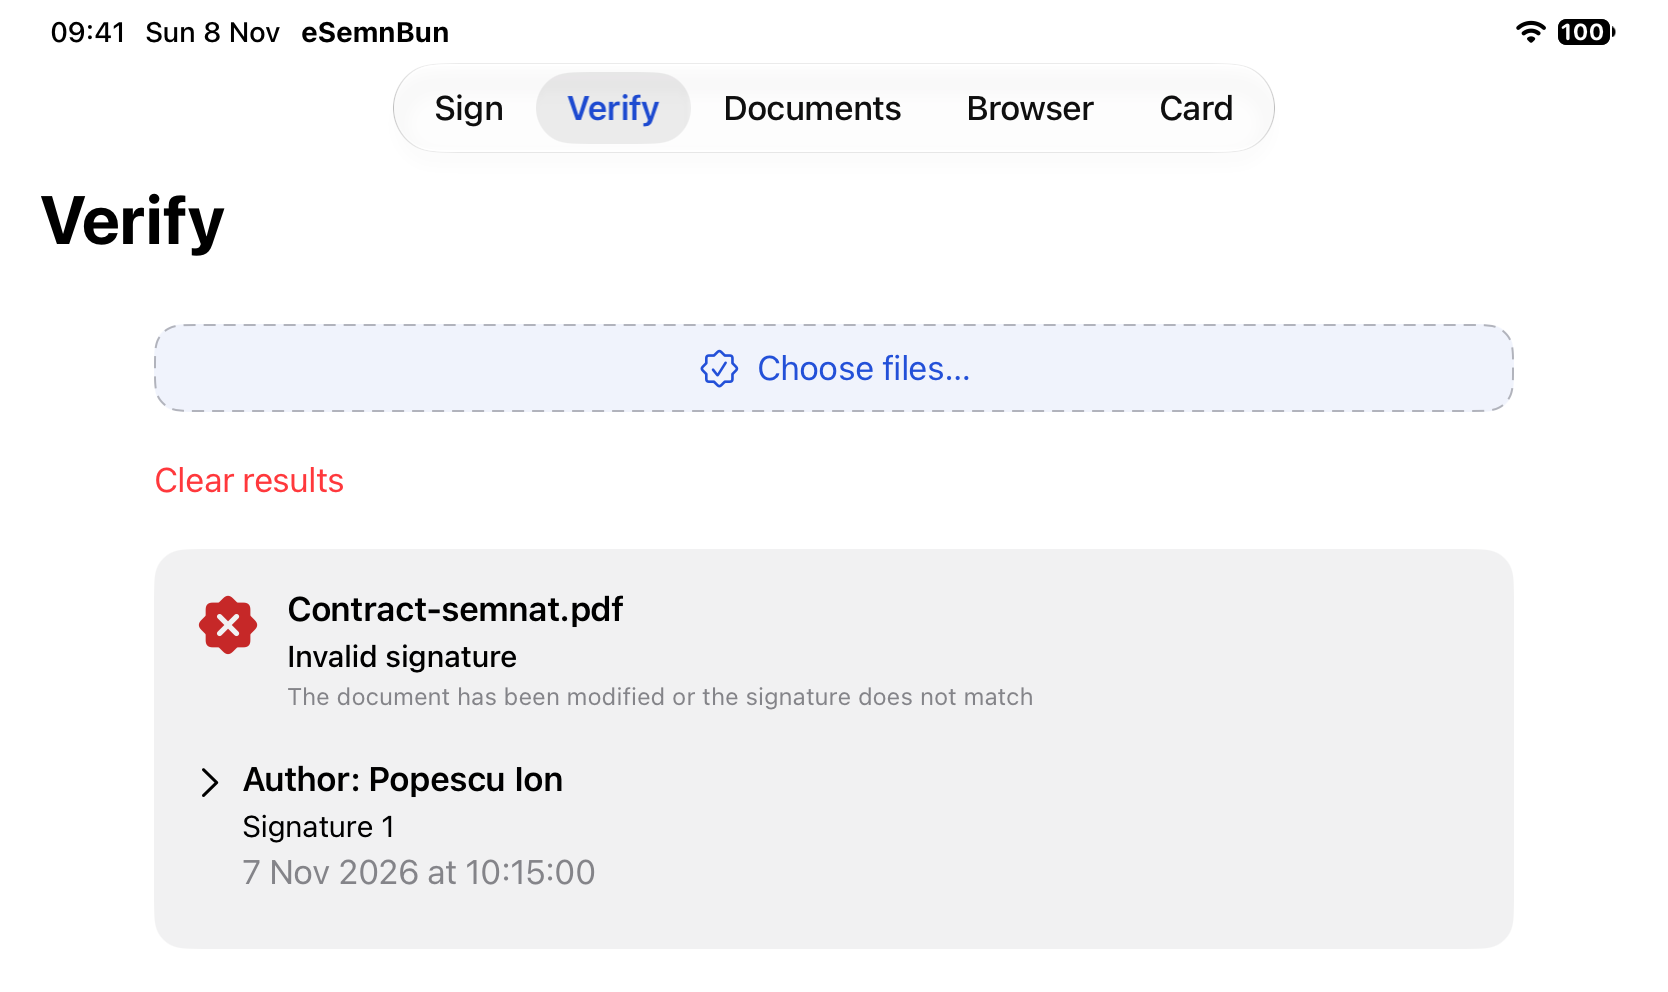 09:41 Sun 8 Nov eSemnBun 100
Sign Verify Documents Browser Card
Verify
Choose files...
Clear results
Contract-semnat.pdf
Invalid signature
The document has been modified or the signature does not match
Author: Popescu Ion
Signature 1
7 Nov 2026 at 10:15:00